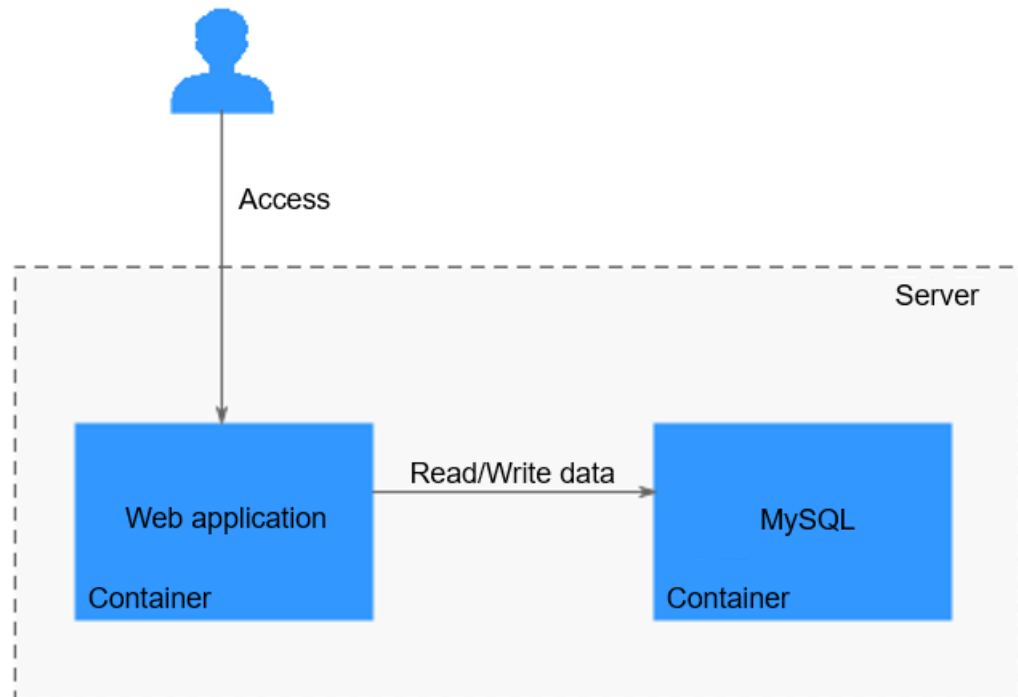 Access
Server
Read/Write data
Web application
MySQL
Container
Container